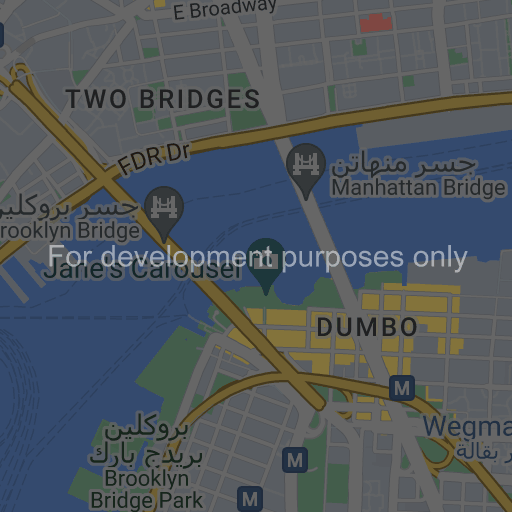 E Broadway
TWO BRIDGES
FDR Dr
جسر منهاتن
Manhattan Bridge
جسر بروكلين
rooklyn Bridge
For development purposes only
Jane's Carousel
DUMBO
M
Wegma
ر بقالة
بروكلين
بريدج بارك
Brooklyn
Bridge Park
M
M